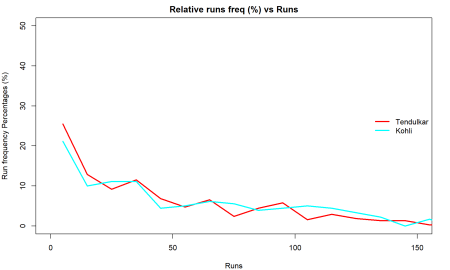 Relative runs freq (%) vs Runs
Run frequency Percentages (%)
50
40
30
20
10
0
Tendulkar
Kohli
0 50 100 150
Runs